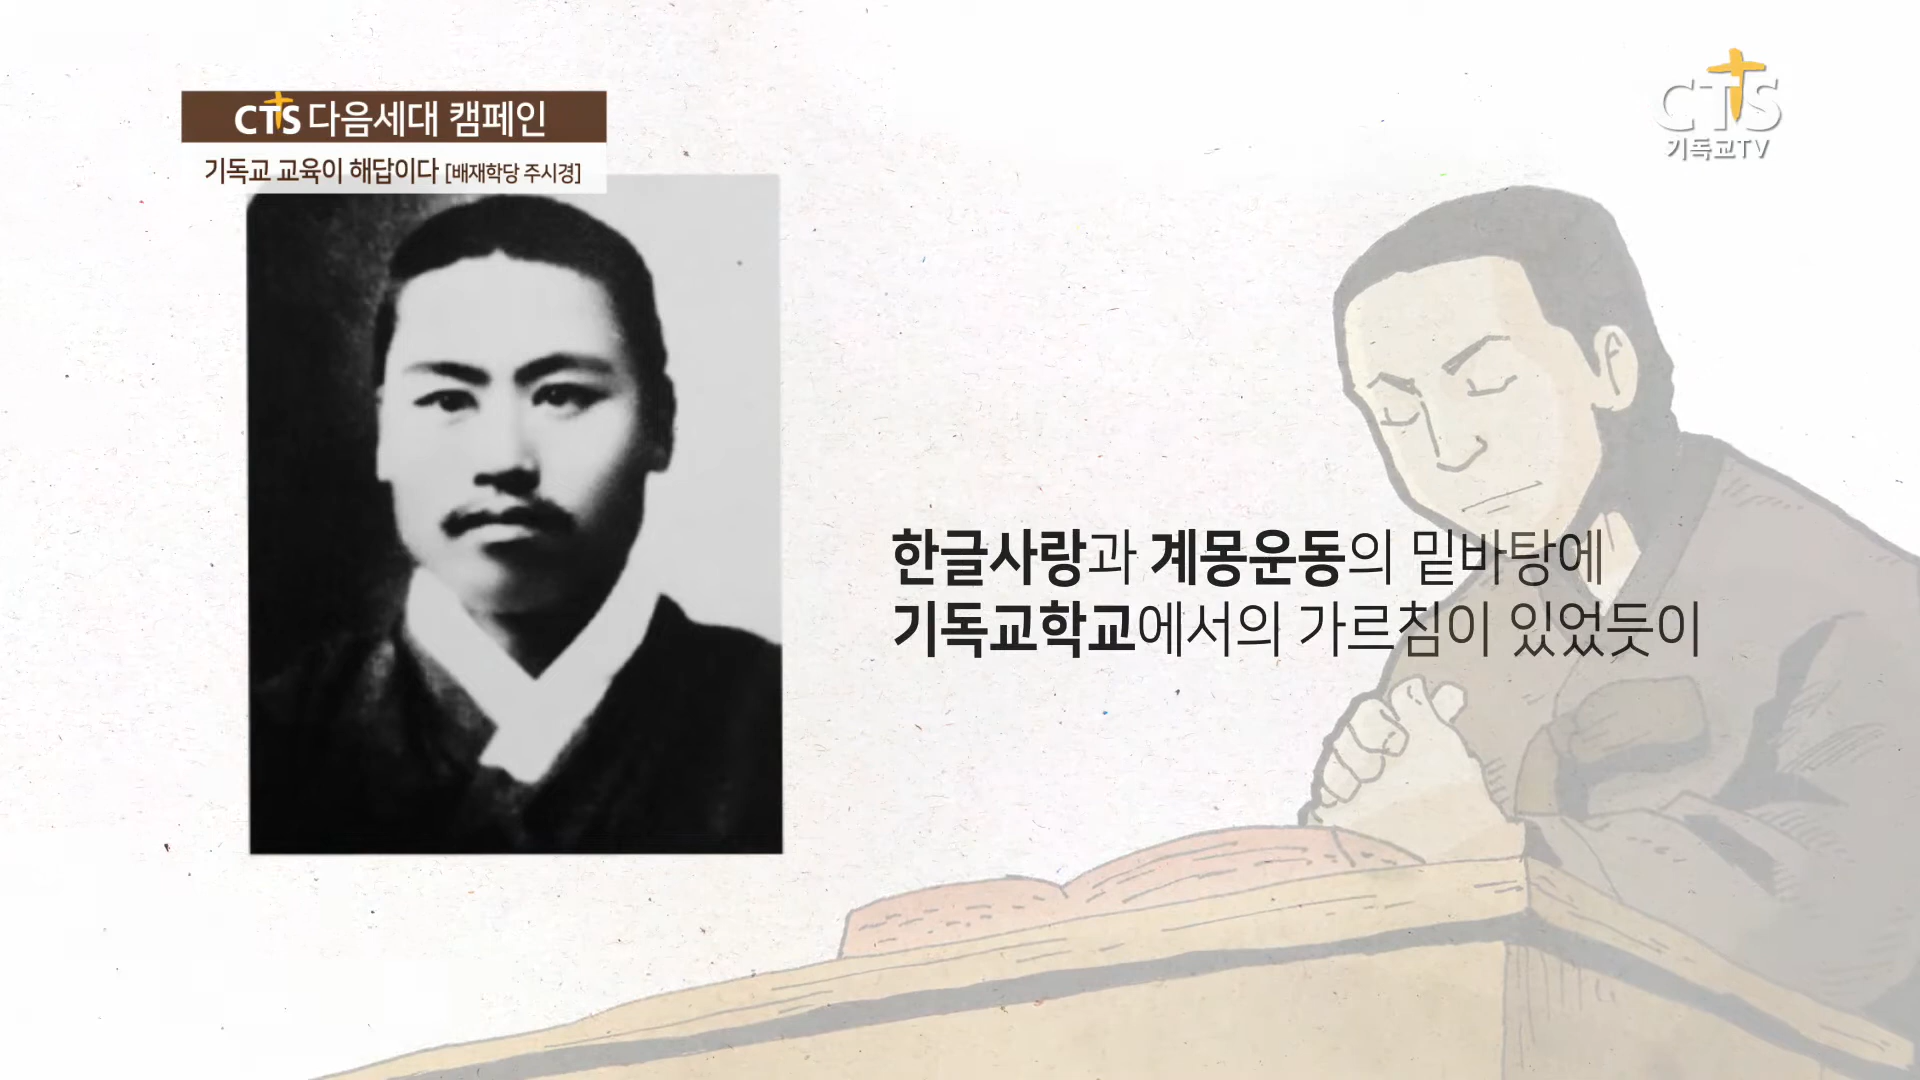 CTS 다음세대 캠페인
기독교 교육이 해답이다 [배재학당 주시경]
CTS
기독교TV
한글사랑과 계몽운동의 밑바탕에
기독교학교에서의 가르침이 있었듯이